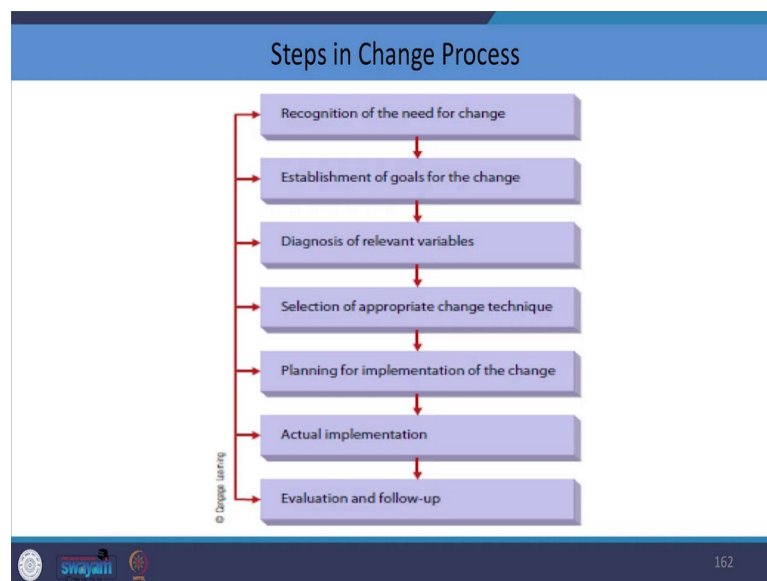 Steps in Change Process
Recognition of the need for change
Establishment of goals for the change
Diagnosis of relevant variables
Selection of appropriate change technique
Planning for implementation of the change
Actual implementation
Evaluation and follow-up
© Cengage Learning
swayam
162